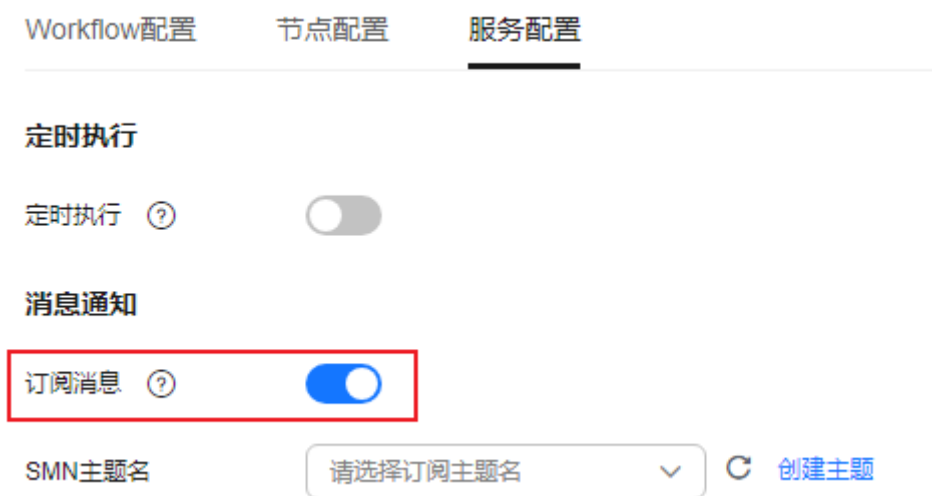 Workflow配置 节点配置 服务配置
定时执行
定时执行 ?
消息通知
订阅消息 ?
SMN主题名 请选择订阅主题名 创建主题